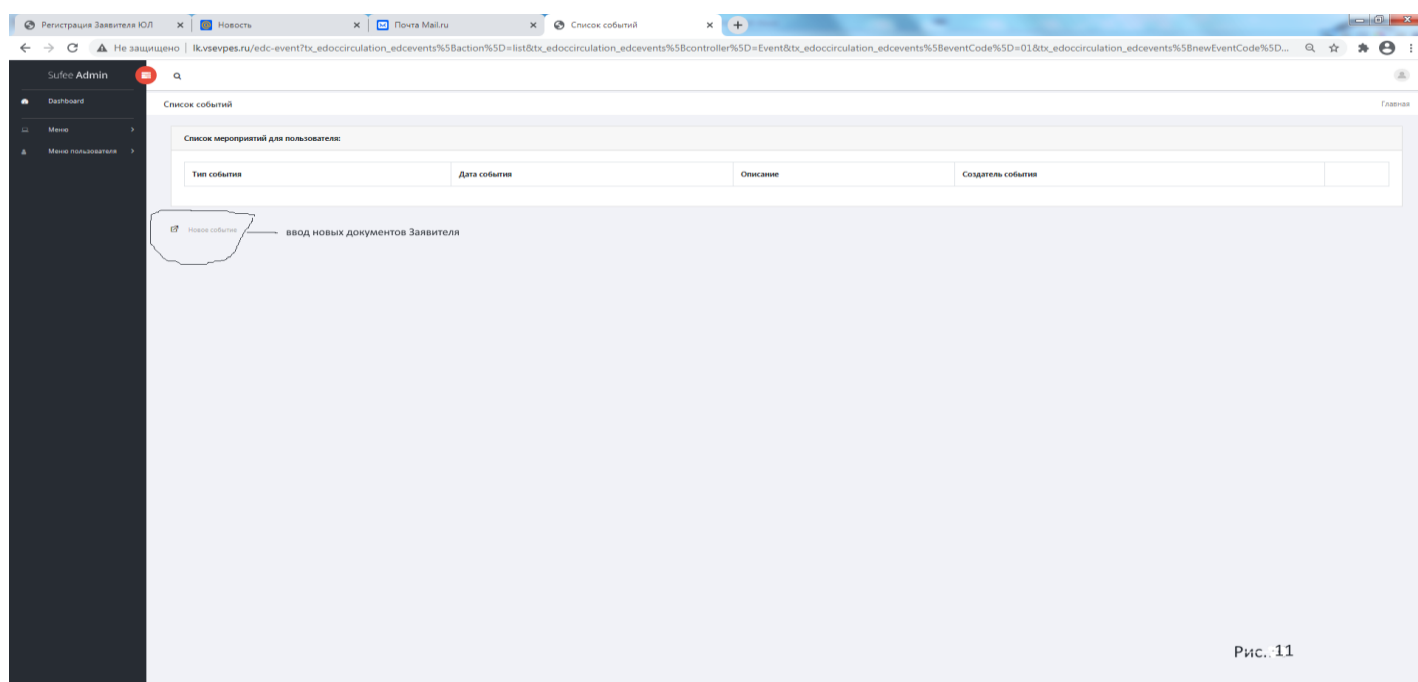 Регистрация Заявителя ЮЛ
Новость
Почта Mail.ru
Список событий
Не защищено | lk.vsevpes.ru/edc-event?tx_edoccirculation_edcevents%5Baction%5D=list&tx_edoccirculation_edcevents%5Bcontroller%5D=Event&tx_edoccirculation_edcevents%5BeventCode%5D=01&tx_edoccirculation_edcevents%5BnewEventCode%5D...
Sufee Admin
Dashboard
Список событий
Главная
Меню
Меню пользователя
Список мероприятий для пользователя:
Тип события Дата события Описание Создатель события
Новое событие
ввод новых документов Заявителя
Рис. 11